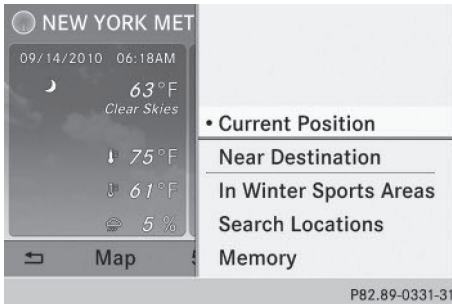 NEW YORK MET
09/14/2010 06:18AM
63°F
Clear Skies
75°F
61°F
5 %
Map
• Current Position
Near Destination
In Winter Sports Areas
Search Locations
Memory
P82.89-0331-31